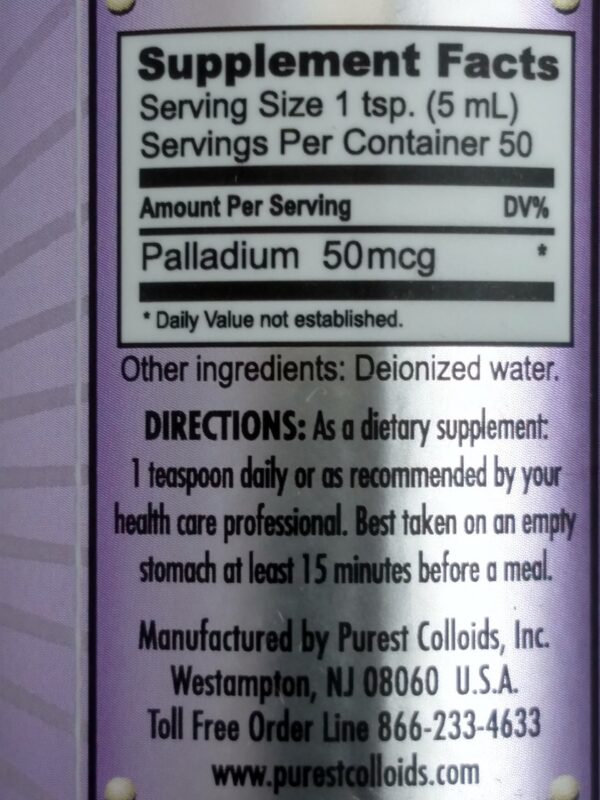 Supplement Facts
Serving Size 1 tsp. (5 mL)
Servings Per Container 50
Amount Per Serving DV%
Palladium 50mcg *
* Daily Value not established.
Other ingredients: Deionized water.
DIRECTIONS: As a dietary supplement:
1 teaspoon daily or as recommended by your
health care professional. Best taken on an empty
stomach at least 15 minutes before a meal.
Manufactured by Purest Colloids, Inc.
Westampton, NJ 08060 U.S.A.
Toll Free Order Line 866-233-4633
www.purestcolloids.com